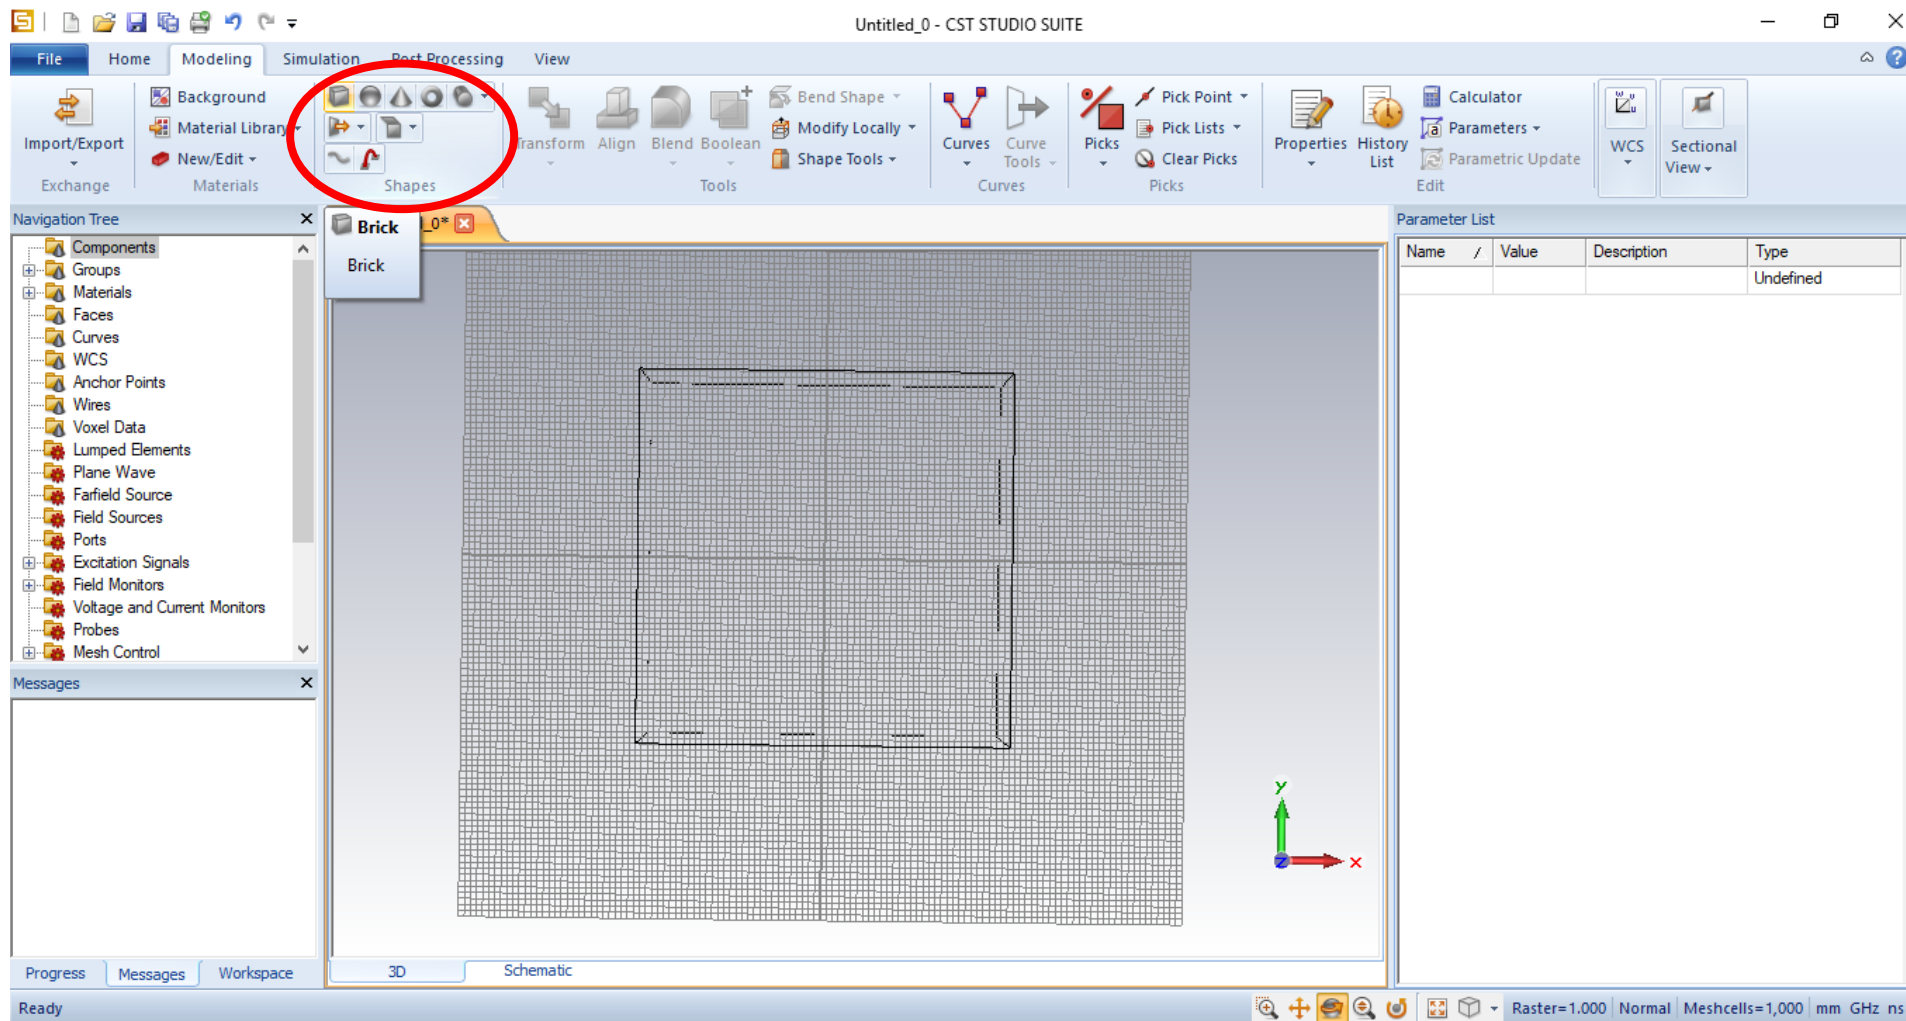 Untitled_0 - CST STUDIO SUITE
File Home Modeling Simulation Post Processing View
Import/Export
Exchange
Background
Material Library
New/Edit
Materials
Shapes
Transform Align Blend Boolean
Bend Shape
Modify Locally
Shape Tools
Tools
Curves Curve Tools
Curves
Picks
Pick Point
Pick Lists
Clear Picks
Picks
Properties History List
Calculator
Parameters
Parametric Update
Edit
WCS
Sectional View
Navigation Tree
Components
Groups
Materials
Faces
Curves
WCS
Anchor Points
Wires
Voxel Data
Lumped Elements
Plane Wave
Farfield Source
Field Sources
Ports
Excitation Signals
Field Monitors
Voltage and Current Monitors
Probes
Mesh Control
Messages
Progress Messages Workspace
Brick
Brick
_0*
y
z
x
3D Schematic
Parameter List
Name / Value Description Type
Undefined
Ready
Raster=1.000 Normal Meshcells=1,000 mm GHz ns